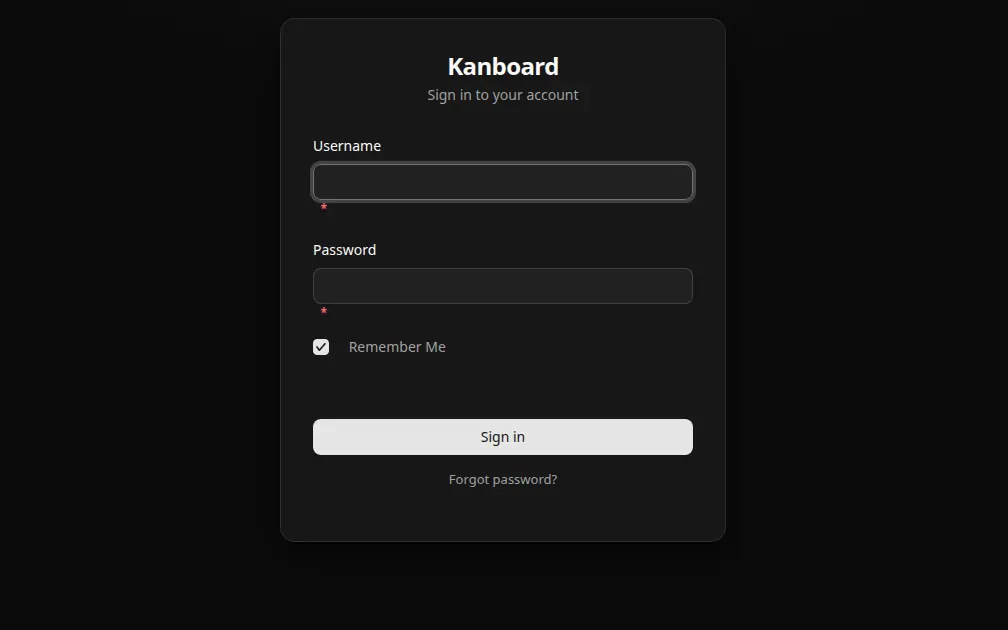 Kanboard
Sign in to your account
Username
*
Password
*
Remember Me
Sign in
Forgot password?